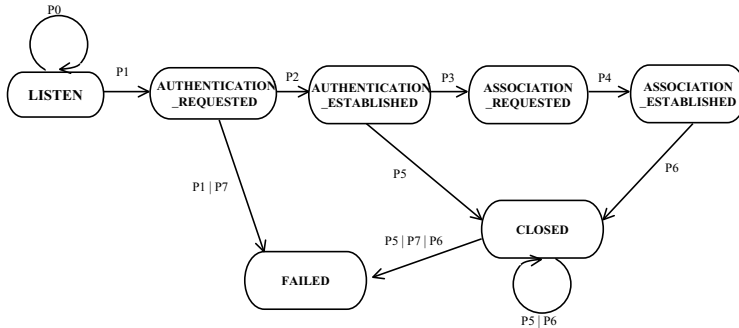 P0
LISTEN
P1
AUTHENTICATION
_REQUESTED
P2
AUTHENTICATION
_ESTABLISHED
P3
ASSOCIATION
_REQUESTED
P4
ASSOCIATION
_ESTABLISHED
P1 | P7
P5
P6
CLOSED
P5 | P7 | P6
FAILED
P5 | P6